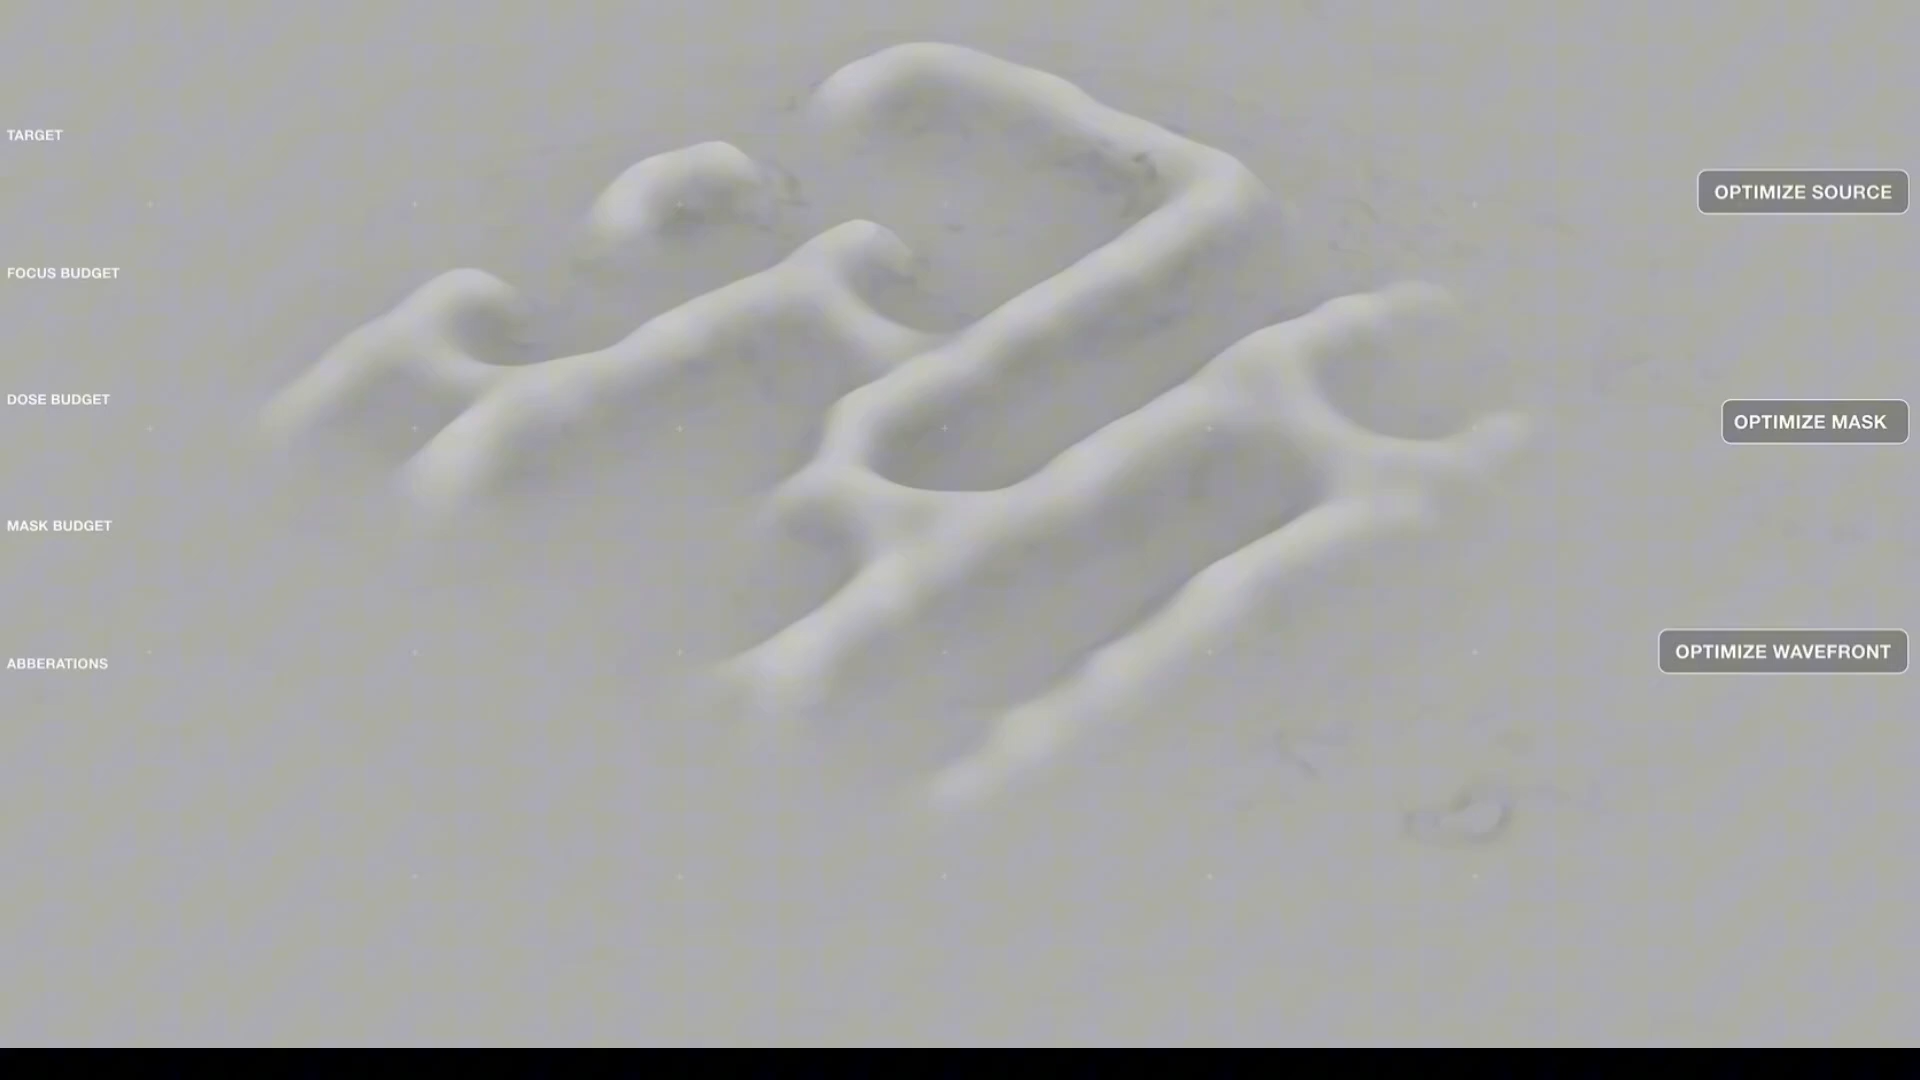 TARGET
OPTIMIZE SOURCE
FOCUS BUDGET
DOSE BUDGET
OPTIMIZE MASK
MASK BUDGET
OPTIMIZE WAVEFRONT
ABBERATIONS